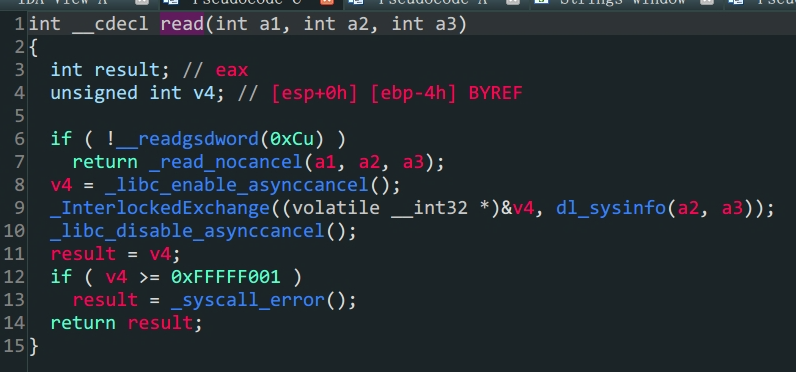 IDA View-A Pseudocode-C Pseudocode-A Strings window
1 int __cdecl read(int a1, int a2, int a3)
2 {
3 int result; // eax
4 unsigned int v4; // [esp+0h] [ebp-4h] BYREF
5
6 if ( !__readgsdword(0xCu) )
7 return _read_nocancel(a1, a2, a3);
8 v4 = _libc_enable_asynccancel();
9 _InterlockedExchange((volatile __int32 *)&v4, dl_sysinfo(a2, a3));
10 _libc_disable_asynccancel();
11 result = v4;
12 if ( v4 >= 0xFFFFF001 )
13 result = _syscall_error();
14 return result;
15 }